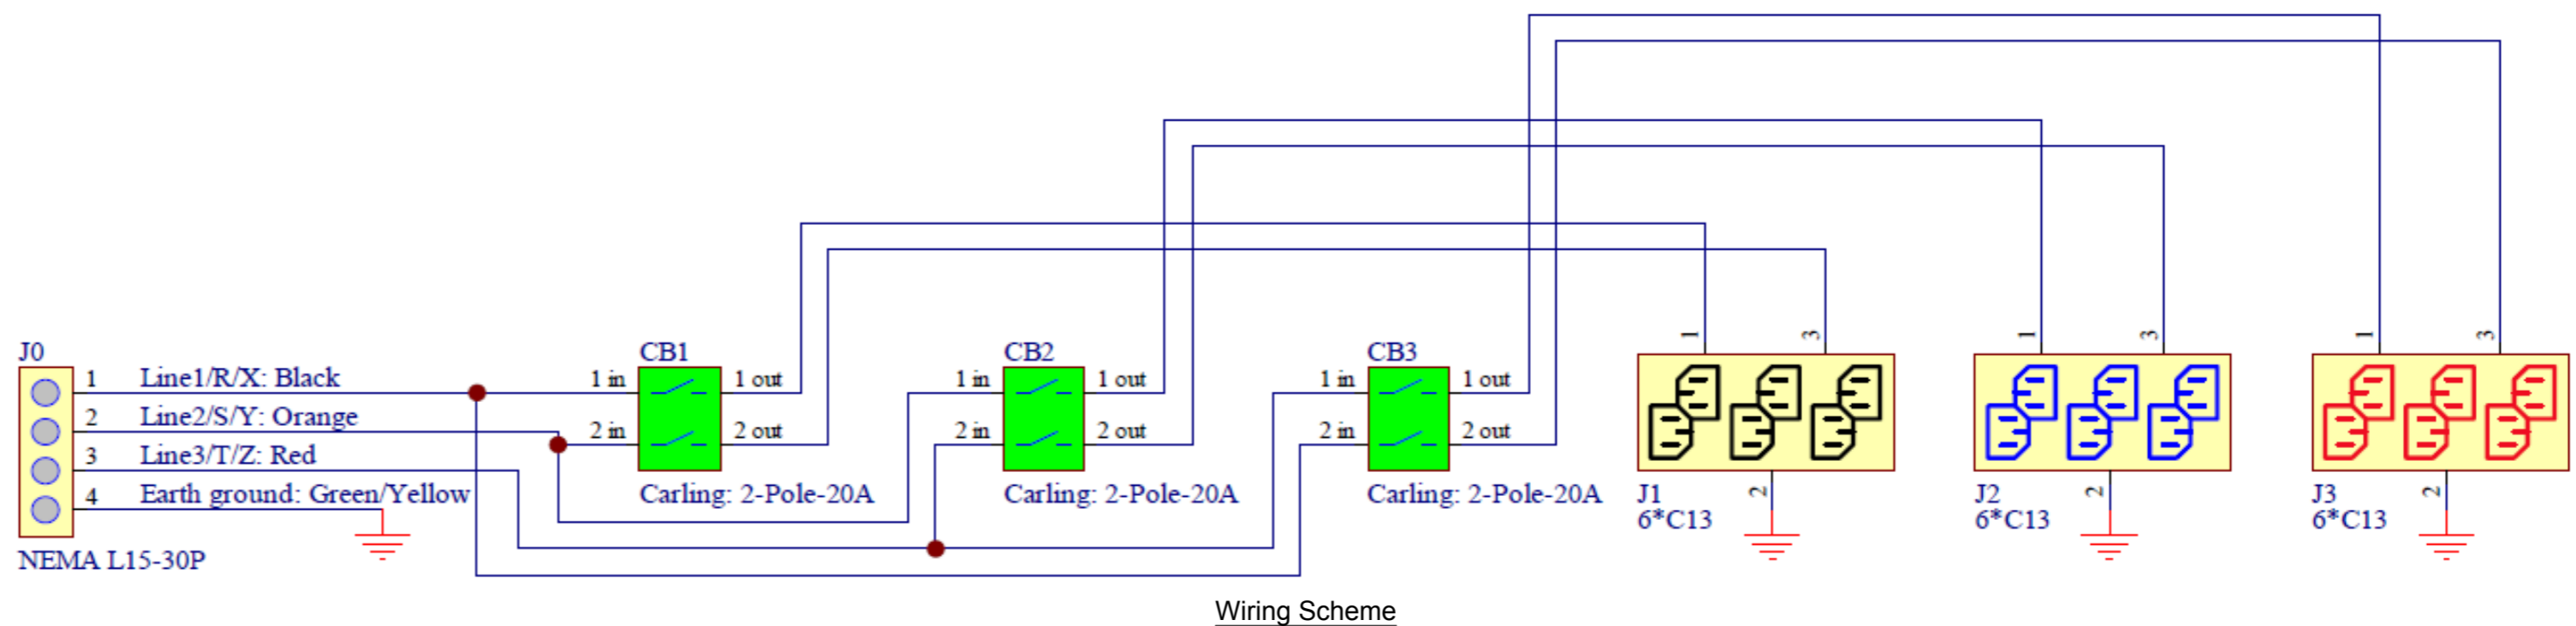 J0
1
Line1/R/X: Black
2
Line2/S/Y: Orange
3
Line3/T/Z: Red
4
Earth ground: Green/Yellow
NEMA L15-30P
CB1
1 in
1 out
2 in
2 out
Carling: 2-Pole-20A
CB2
1 in
1 out
2 in
2 out
Carling: 2-Pole-20A
CB3
1 in
1 out
2 in
2 out
Carling: 2-Pole-20A
1
3
2
J1
6*C13
1
3
2
J2
6*C13
1
3
2
J3
6*C13
Wiring Scheme